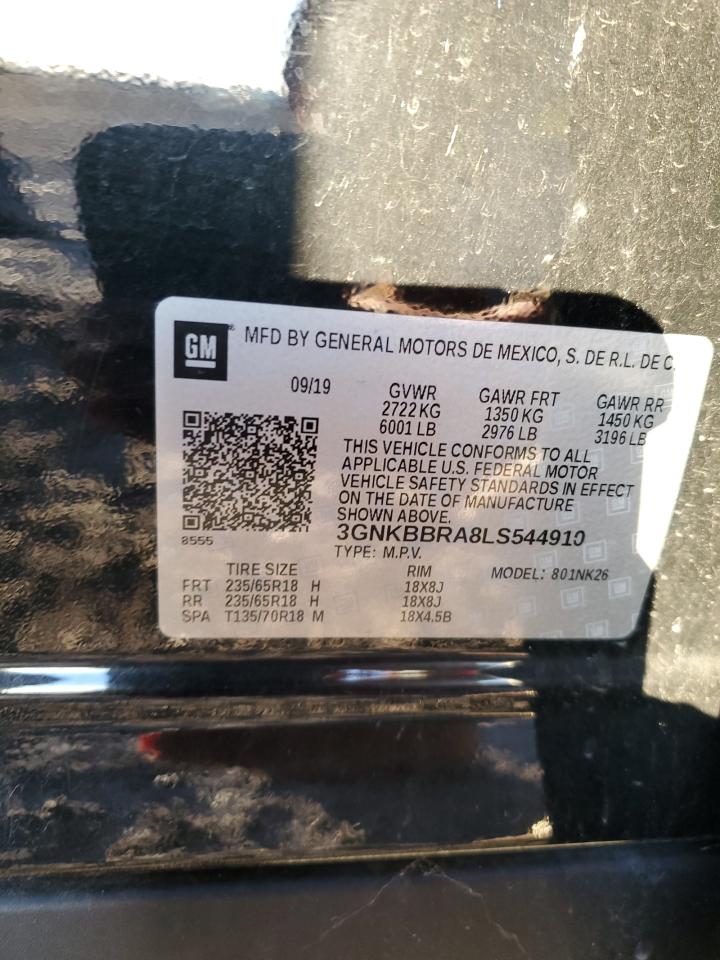 GM
MFD BY GENERAL MOTORS DE MEXICO, S. DE R.L. DE C.
09/19 GVWR GAWR FRT GAWR RR
2722 KG 1350 KG 1450 KG
6001 LB 2976 LB 3196 LB
THIS VEHICLE CONFORMS TO ALL
APPLICABLE U.S. FEDERAL MOTOR
VEHICLE SAFETY STANDARDS IN EFFECT
ON THE DATE OF MANUFACTURE
SHOWN ABOVE.
8555
3GNKBBRA8LS544910
TYPE: M.P.V.
TIRE SIZE RIM MODEL: 801NK26
FRT 235/65R18 H 18X8J
RR 235/65R18 H 18X8J
SPA T135/70R18 M 18X4.5B